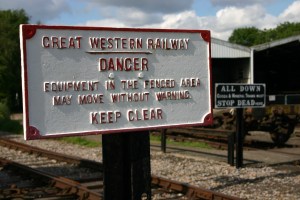 GREAT WESTERN RAILWAY
DANGER
EQUIPMENT IN THE FENCED AREA
MAY MOVE WITHOUT WARNING.
KEEP CLEAR
ALL DOWN
STOP DEAD